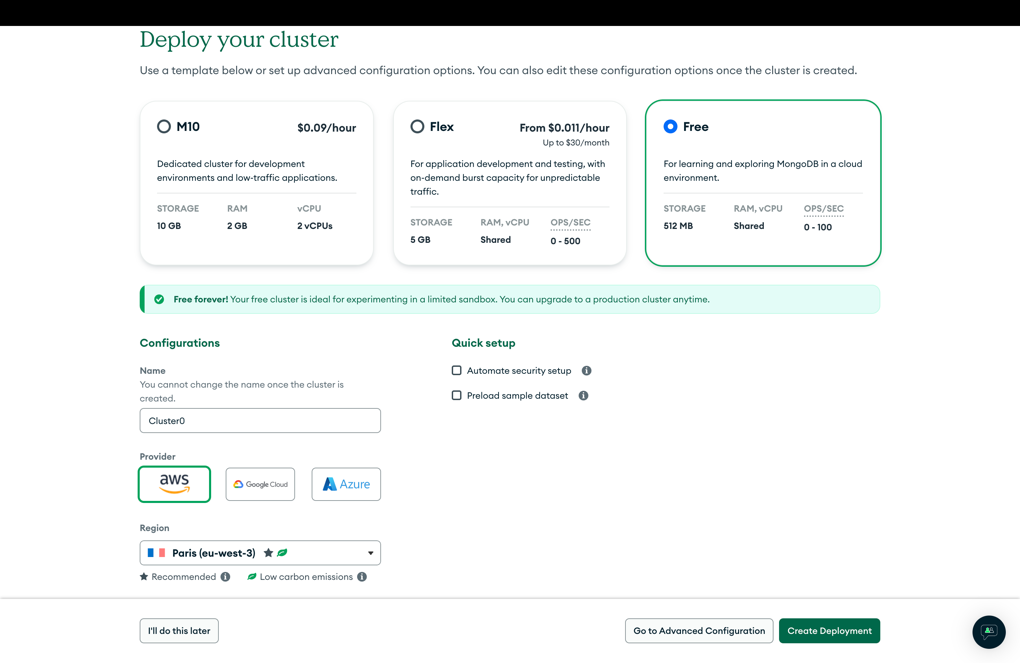 Deploy your cluster
Use a template below or set up advanced configuration options. You can also edit these configuration options once the cluster is created.
M10
$0.09/hour
Dedicated cluster for development
environments and low-traffic applications.
STORAGE RAM vCPU
10 GB 2 GB 2 vCPUs
Flex
From $0.011/hour
Up to $30/month
For application development and testing, with
on-demand burst capacity for unpredictable
traffic.
STORAGE RAM, vCPU OPS/SEC
5 GB Shared 0 - 500
Free
For learning and exploring MongoDB in a cloud
environment.
STORAGE RAM, vCPU OPS/SEC
512 MB Shared 0 - 100
Free forever! Your free cluster is ideal for experimenting in a limited sandbox. You can upgrade to a production cluster anytime.
Configurations
Name
You cannot change the name once the cluster is
created.
Cluster0
Provider
aws Google Cloud Azure
Region
Paris (eu-west-3)
Recommended Low carbon emissions
Quick setup
Automate security setup
Preload sample dataset
I'll do this later
Go to Advanced Configuration
Create Deployment